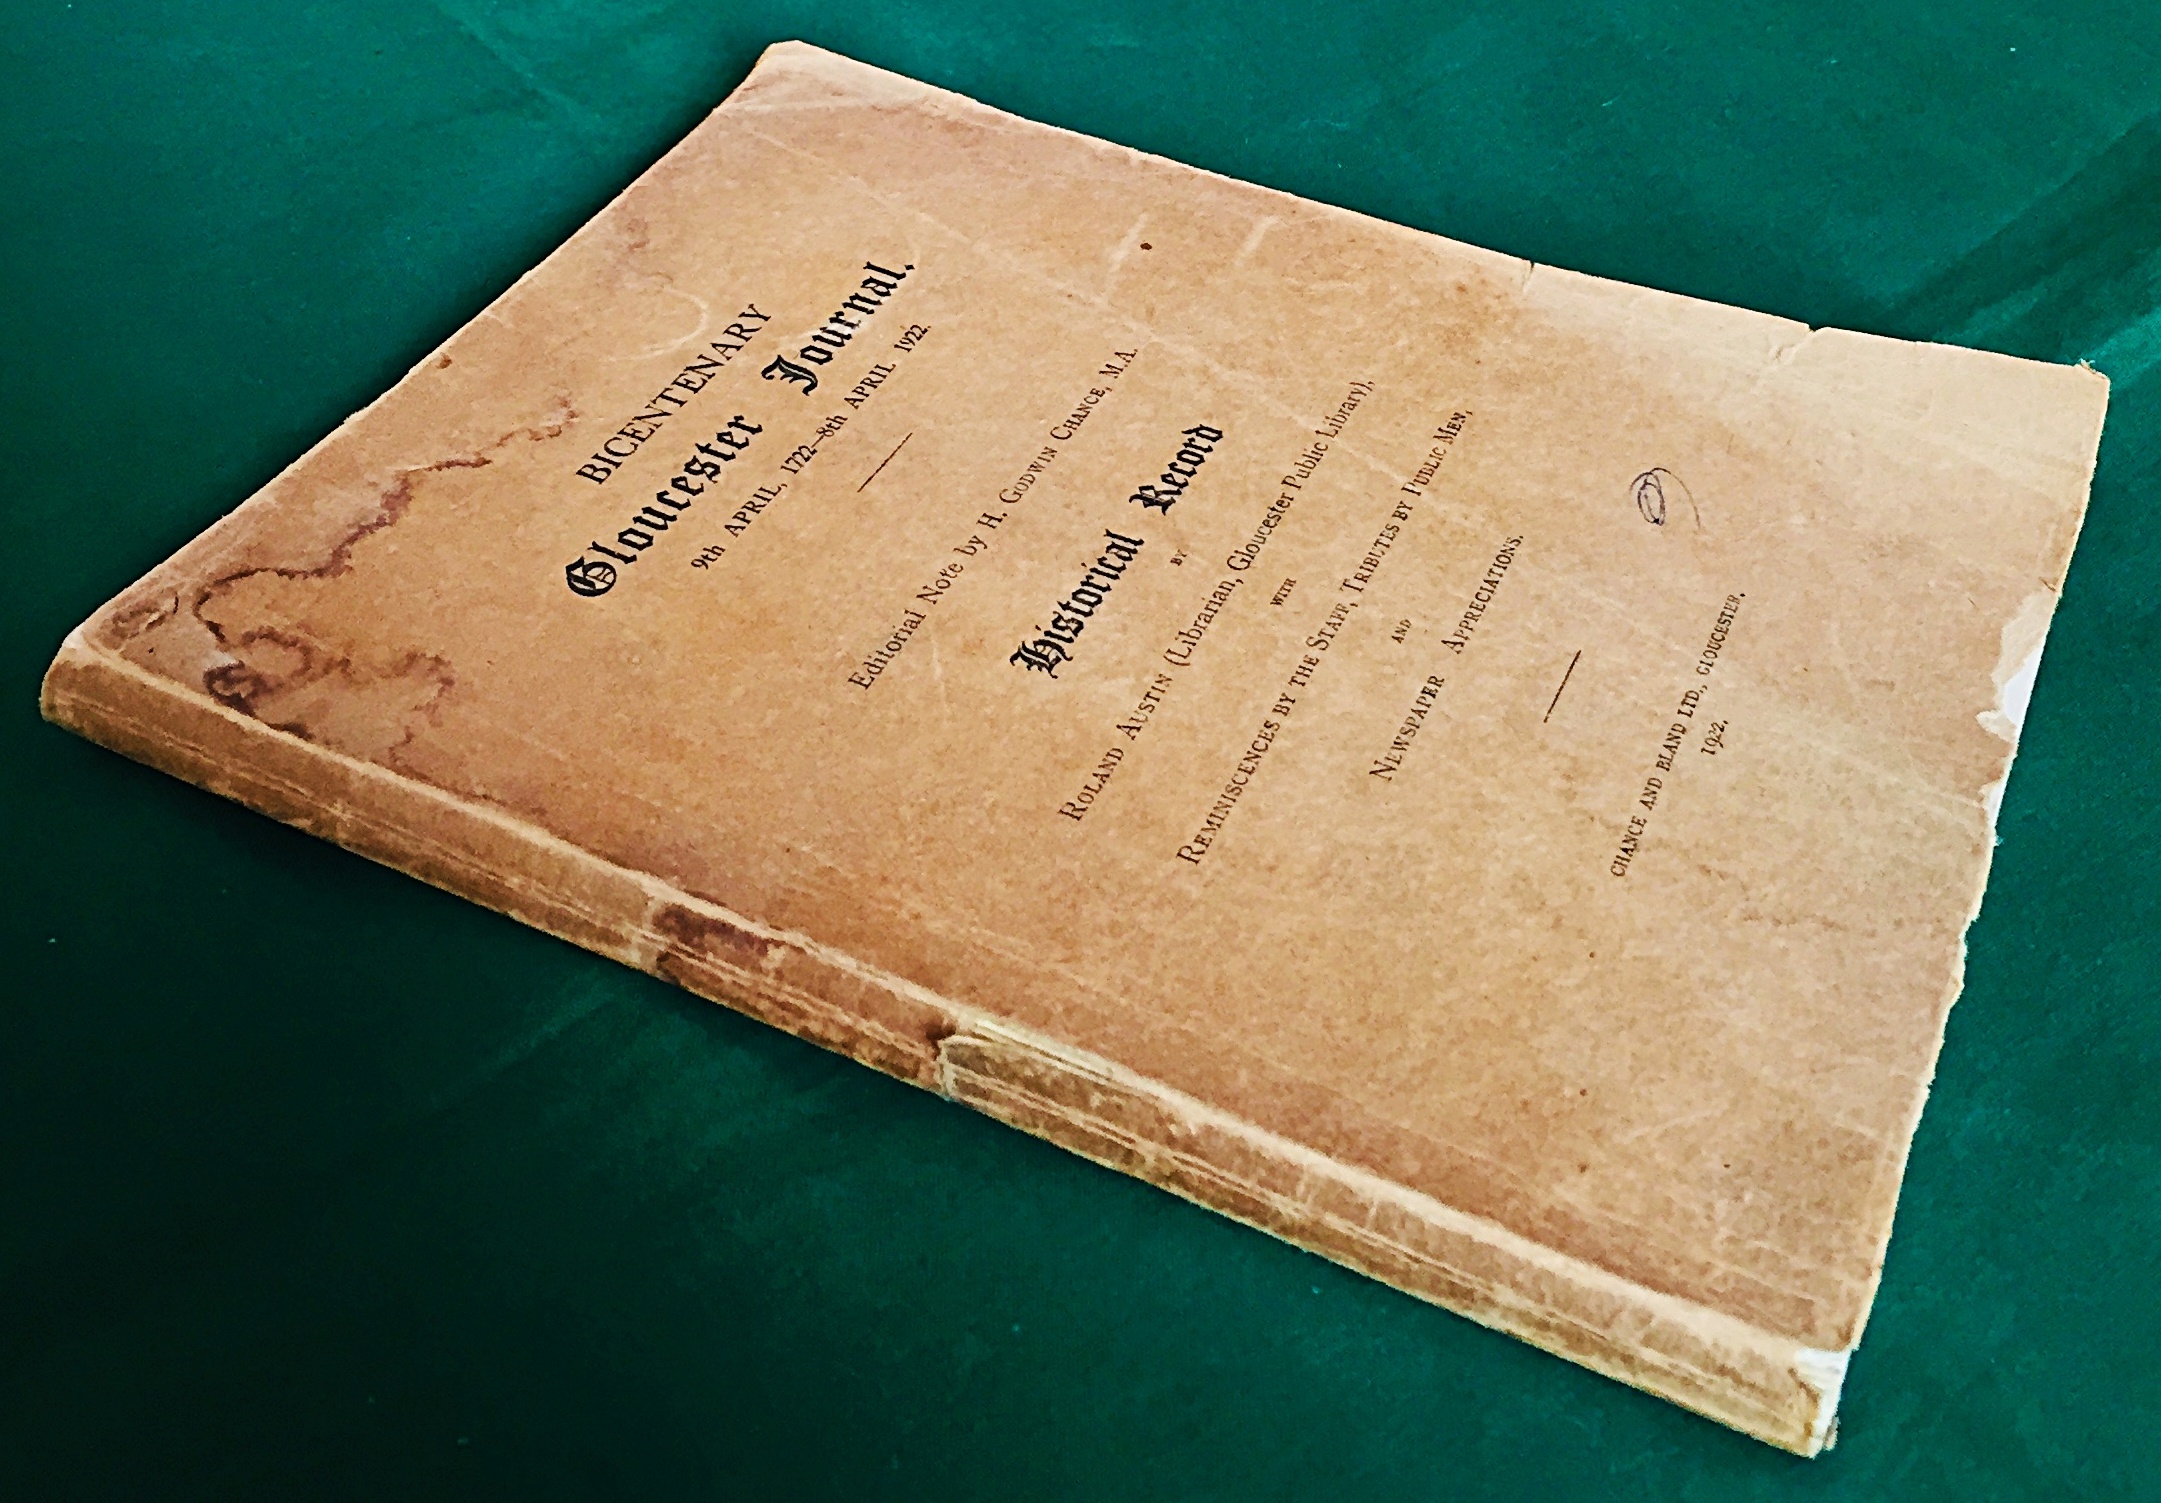 BICENTENARY
Gloucester Journal.
9th APRIL, 1722—8th APRIL 1922.
Editorial Note by H. GODWIN CHANCE, M.A.
Historical Record
BY
ROLAND AUSTIN (Librarian, Gloucester Public Library),
WITH
REMINISCENCES BY THE STAFF, TRIBUTES BY PUBLIC MEN,
AND
NEWSPAPER APPRECIATIONS.
CHANCE AND BLAND LTD., GLOUCESTER.
1922.